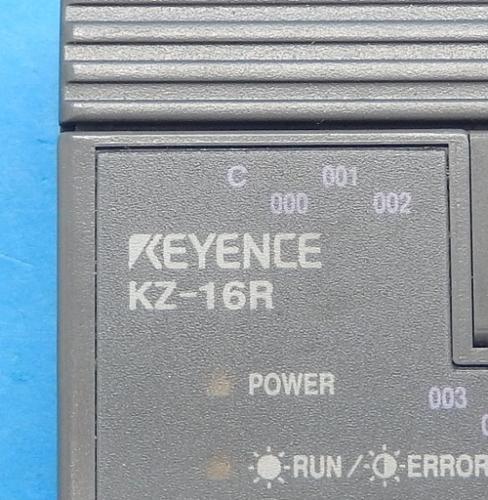 C 001
000 002
KEYENCE
KZ-16R
POWER
003
RUN / ERROR